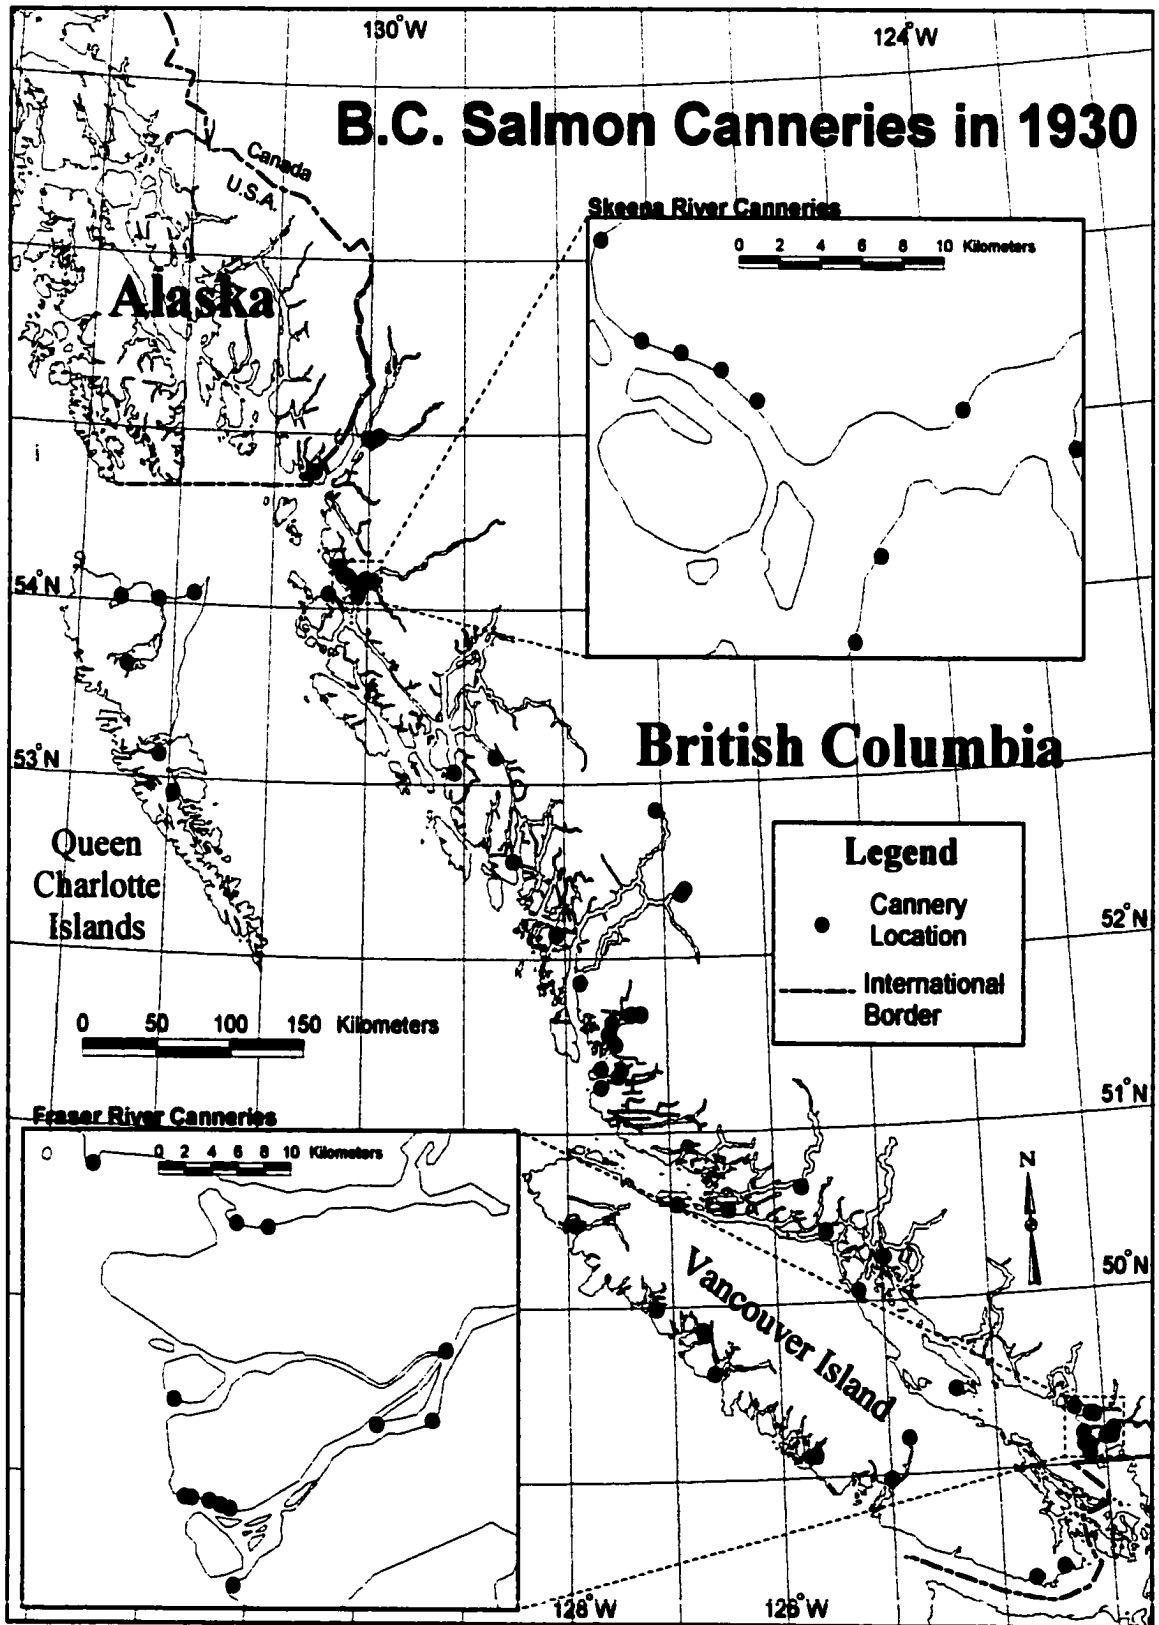 130°W
124°W
B.C. Salmon Canneries in 1930
Canada
U.S.A.
Skeena River Canneries
0 2 4 6 8 10 Kilometers
Alaska
54°N
53°N
British Columbia
Queen
Charlotte
Islands
Legend
Cannery
Location
International
Border
52°N
0 50 100 150 Kilometers
51°N
Fraser River Canneries
0 2 4 6 8 10 Kilometers
N
50°N
Vancouver Island
128°W
126°W